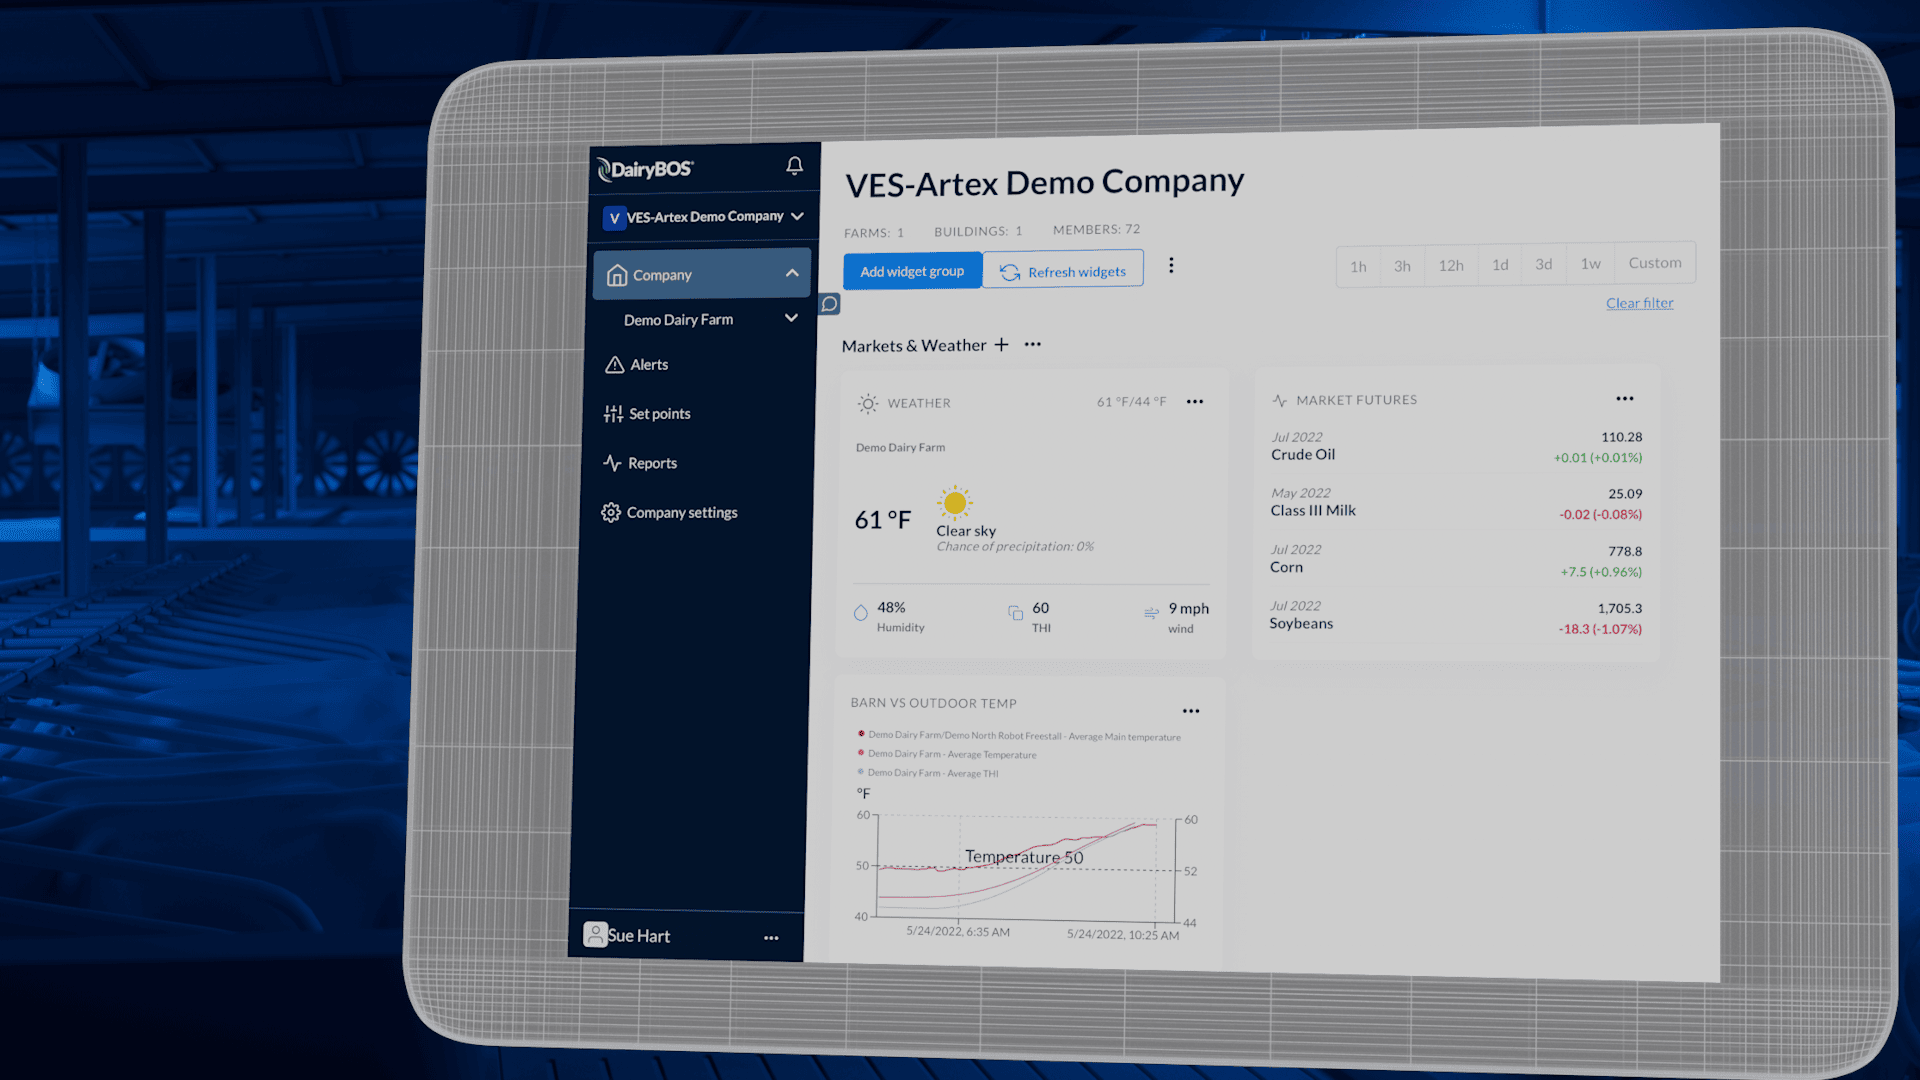 DairyBOS
V VES-Artex Demo Company
Company
Demo Dairy Farm
Alerts
Set points
Reports
Company settings
Sue Hart
VES-Artex Demo Company
FARMS: 1 BUILDINGS: 1 MEMBERS: 72
Add widget group Refresh widgets
1h 3h 12h 1d 3d 1w Custom
Clear filter
Markets & Weather
WEATHER 61 °F/44 °F
Demo Dairy Farm
61 °F
Clear sky
Chance of precipitation: 0%
48% 60 9 mph
Humidity THI wind
MARKET FUTURES
Jul 2022 110.28
Crude Oil +0.01 (+0.01%)
May 2022 25.09
Class III Milk -0.02 (-0.08%)
Jul 2022 778.8
Corn +7.5 (+0.96%)
Jul 2022 1,705.3
Soybeans -18.3 (-1.07%)
BARN VS OUTDOOR TEMP
Demo Dairy Farm/Demo North Robot Freestall - Average Main temperature
Demo Dairy Farm - Average Temperature
Demo Dairy Farm - Average THI
°F
60 60
Temperature 50
50 52
40 44
5/24/2022, 6:35 AM 5/24/2022, 10:25 AM